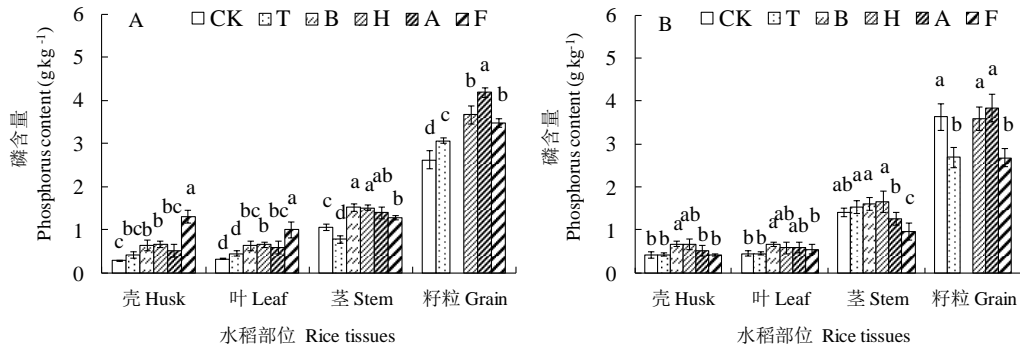 A
CK T B H A F
6
5
4
3
2
1
0
磷含量
Phosphorus content (g kg⁻¹)
c bc b b bc a
d d bc b bc a
c d a a ab b
d c b a b
壳 Husk 叶 Leaf 茎 Stem 籽粒 Grain
水稻部位 Rice tissues
B
CK T B H A F
6
5
4
3
2
1
0
磷含量
Phosphorus content (g kg⁻¹)
b b a ab b b
b b a ab ab b
ab a a a b c
a b a a b
壳 Husk 叶 Leaf 茎 Stem 籽粒 Grain
水稻部位 Rice tissues